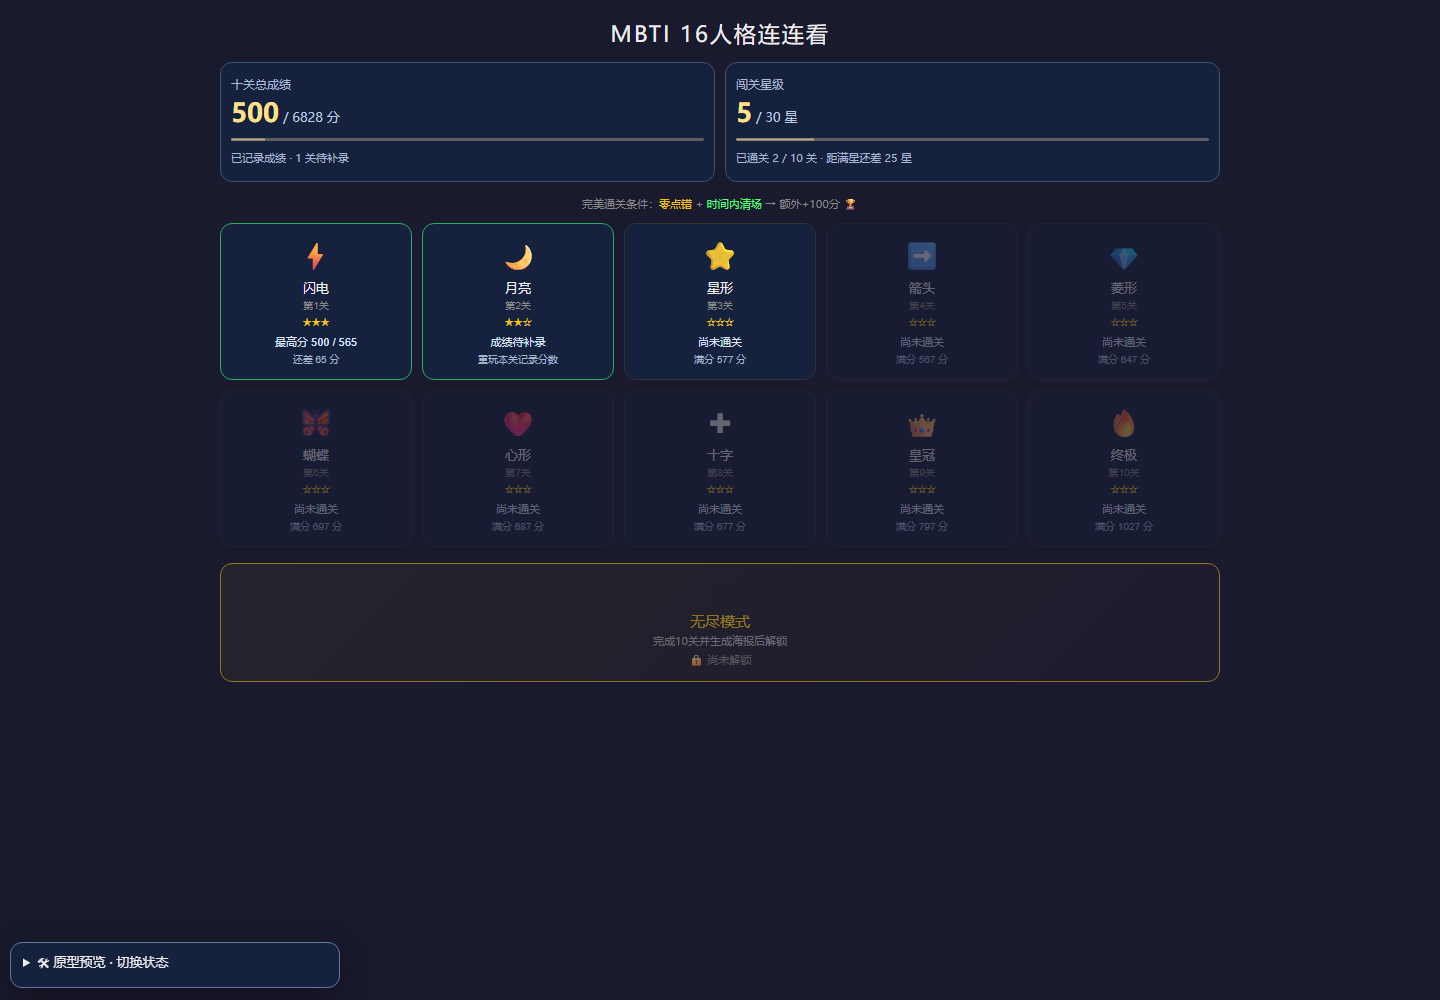 MBTI 16人格连连看
十关总成绩
500 / 6828 分
已记录成绩 · 1 关待补录
闯关星级
5 / 30 星
已通关 2 / 10 关 · 距满星还差 25 星
完美通关条件：零点错 + 时间内清场 → 额外+100分 🏆
闪电
第1关
★★★
最高分 500 / 565
还差 65 分
月亮
第2关
★★☆
成绩待补录
重玩本关记录分数
星形
第3关
☆☆☆
尚未通关
满分 577 分
箭头
第4关
☆☆☆
尚未通关
满分 567 分
菱形
第5关
☆☆☆
尚未通关
满分 647 分
蝴蝶
第6关
☆☆☆
尚未通关
满分 697 分
心形
第7关
☆☆☆
尚未通关
满分 687 分
十字
第8关
☆☆☆
尚未通关
满分 677 分
皇冠
第9关
☆☆☆
尚未通关
满分 797 分
终极
第10关
☆☆☆
尚未通关
满分 1027 分
无尽模式
完成10关并生成海报后解锁
🔒 尚未解锁
▶ 🛠 原型预览 · 切换状态